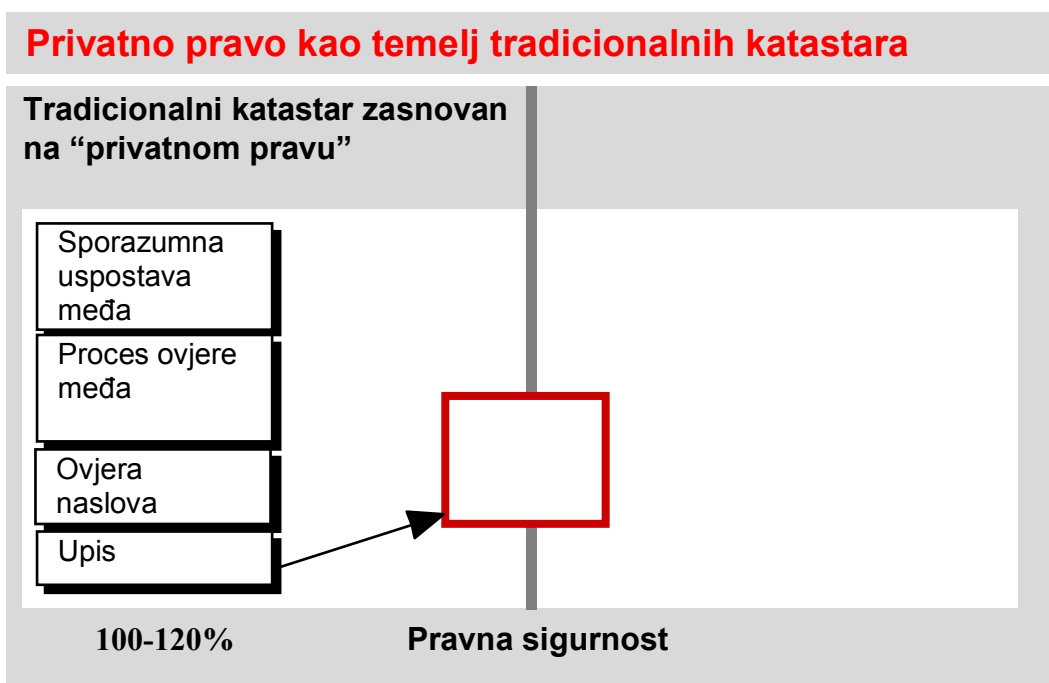 Privatno pravo kao temelj tradicionalnih katastara
Tradicionalni katastar zasnovan
na “privatnom pravu”
Sporazumna
uspostava
međa
Proces ovjere
međa
Ovjera
naslova
Upis
100-120%
Pravna sigurnost